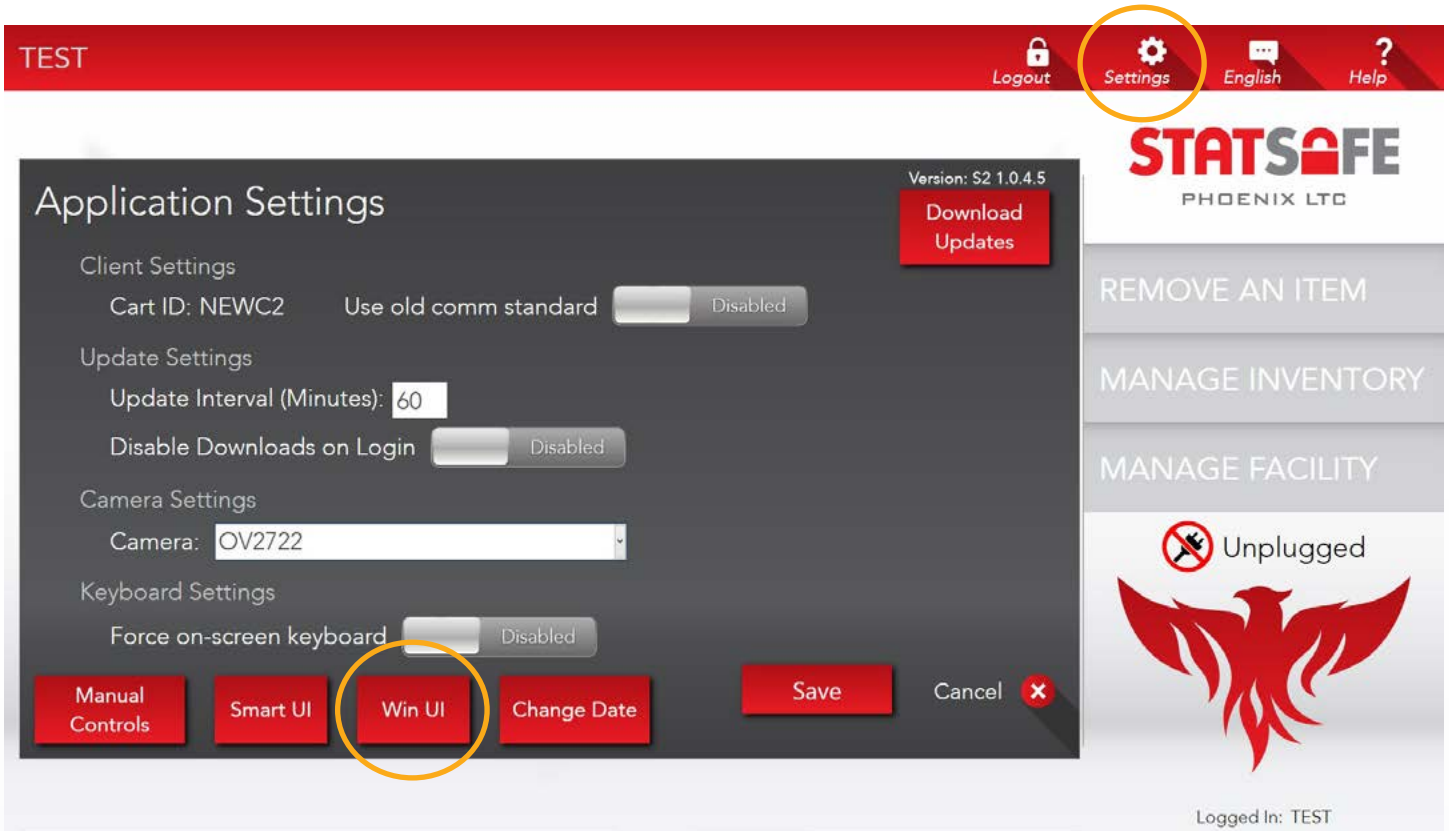 TEST
Logout
Settings
English
Help
STATSAFE
PHOENIX LTC
Application Settings
Version: S2 1.0.4.5
Download
Updates
Client Settings
Cart ID: NEWC2 Use old comm standard Disabled
Update Settings
Update Interval (Minutes): 60
Disable Downloads on Login Disabled
Camera Settings
Camera: OV2722
Keyboard Settings
Force on-screen keyboard Disabled
Manual
Controls
Smart UI
Win UI
Change Date
Save
Cancel
REMOVE AN ITEM
MANAGE INVENTORY
MANAGE FACILITY
Unplugged
Logged In: TEST